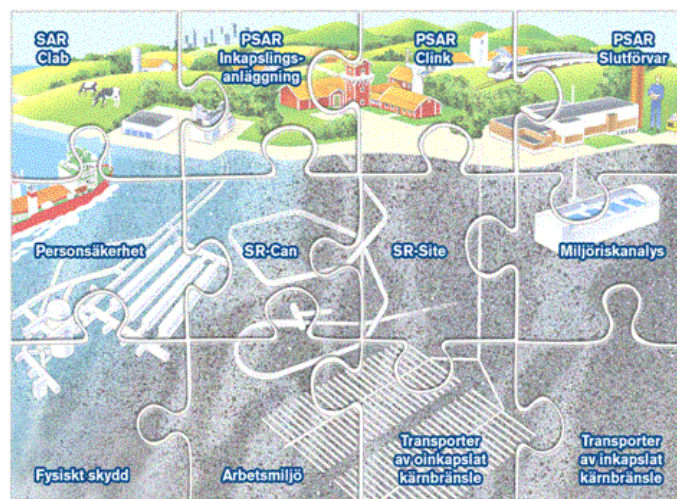 SAR
Clab
PSAR
Inkapslings-
anläggning
PSAR
Clink
PSAR
Slutförvar
Personsäkerhet
SR-Can
SR-Site
Miljöriskanalys
Fysiskt skydd
Arbetsmiljö
Transporter
av oinkapslat
kärnbränsle
Transporter
av inkapslat
kärnbränsle